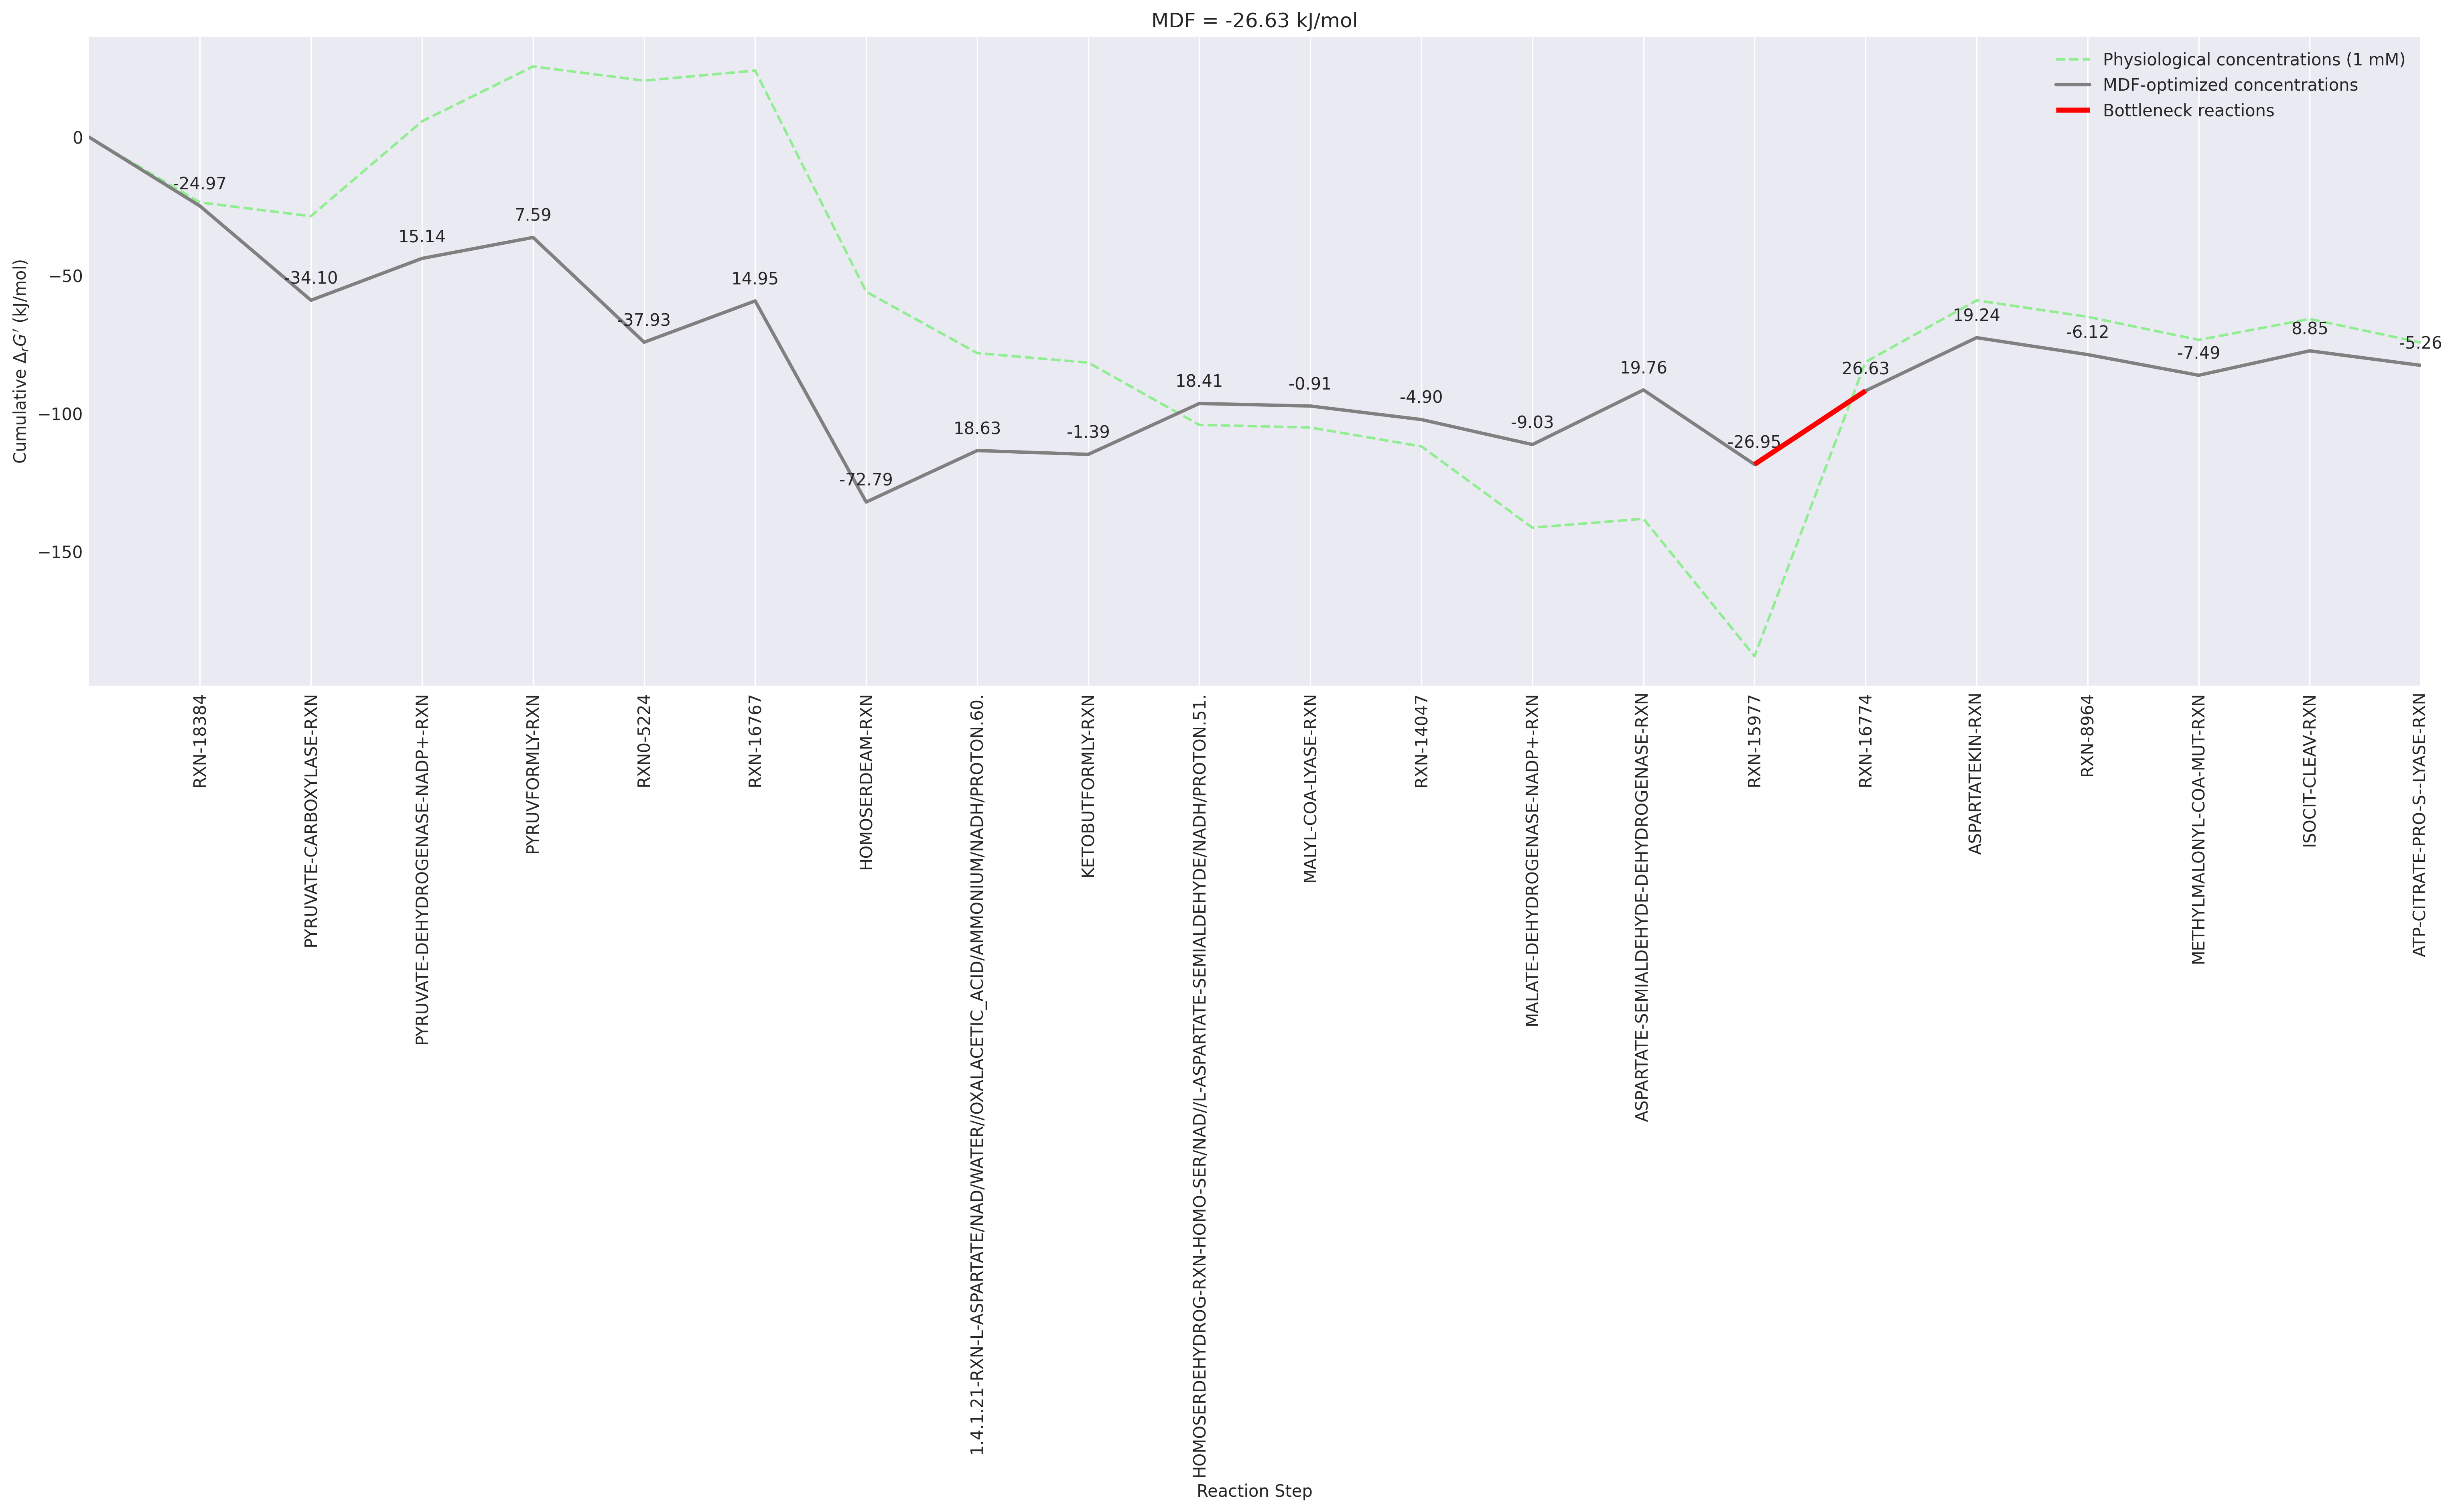 MDF = -26.63 kJ/mol
Physiological concentrations (1 mM)
MDF-optimized concentrations
Bottleneck reactions
Cumulative ΔrG′ (kJ/mol)
0
−50
−100
−150
-24.97
-34.10
15.14
7.59
-37.93
14.95
-72.79
18.63
-1.39
18.41
-0.91
-4.90
-9.03
19.76
-26.95
26.63
19.24
-6.12
-7.49
8.85
-5.26
RXN-18384
PYRUVATE-CARBOXYLASE-RXN
PYRUVATE-DEHYDROGENASE-NADP+-RXN
PYRUVFORMLY-RXN
RXN0-5224
RXN-16767
HOMOSERDEAM-RXN
1.4.1.21-RXN-L-ASPARTATE/NAD/WATER//OXALACETIC_ACID/AMMONIUM/NADH/PROTON.60.
KETOBUTFORMLY-RXN
HOMOSERDEHYDROG-RXN-HOMO-SER/NAD//L-ASPARTATE-SEMIALDEHYDE/NADH/PROTON.51.
MALYL-COA-LYASE-RXN
RXN-14047
MALATE-DEHYDROGENASE-NADP+-RXN
ASPARTATE-SEMIALDEHYDE-DEHYDROGENASE-RXN
RXN-15977
RXN-16774
ASPARTATEKIN-RXN
RXN-8964
METHYLMALONYL-COA-MUT-RXN
ISOCIT-CLEAV-RXN
ATP-CITRATE-PRO-S--LYASE-RXN
Reaction Step